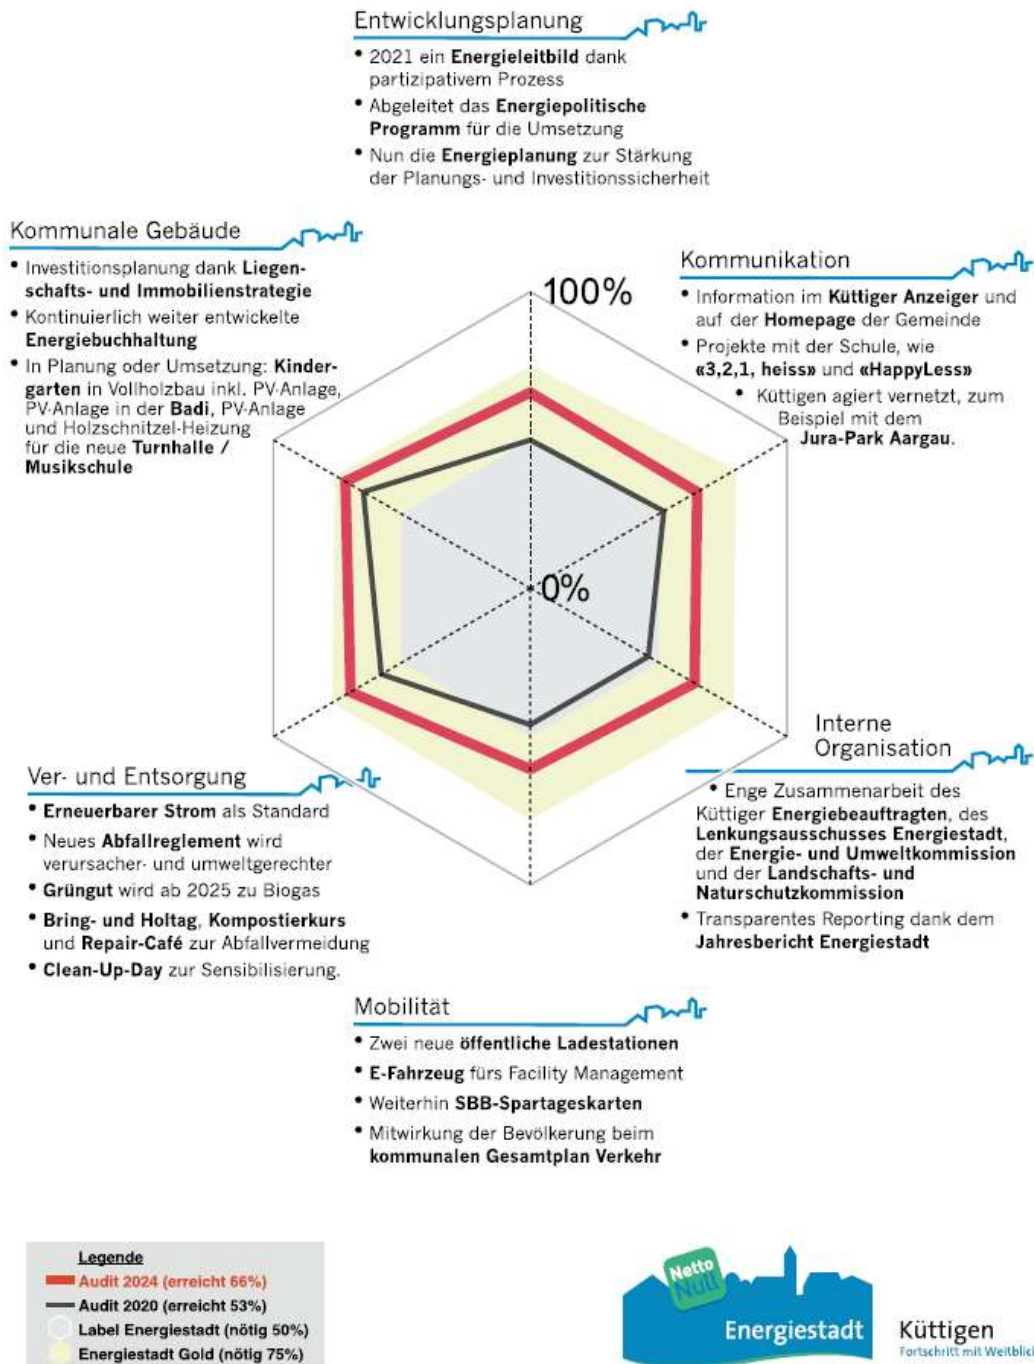 Entwicklungsplanung
• 2021 ein Energieleitbild dank
partizipativem Prozess
• Abgeleitet das Energiepolitische
Programm für die Umsetzung
• Nun die Energieplanung zur Stärkung
der Planungs- und Investitionssicherheit
Kommunale Gebäude
• Investitionsplanung dank Liegen-
schafts- und Immobilienstrategie
• Kontinuierlich weiter entwickelte
Energiebuchhaltung
• In Planung oder Umsetzung: Kinder-
garten in Vollholzbau inkl. PV-Anlage,
PV-Anlage in der Badi, PV-Anlage
und Holzschnitzel-Heizung
für die neue Turnhalle /
Musikschule
Kommunikation
• Information im Küttiger Anzeiger und
auf der Homepage der Gemeinde
• Projekte mit der Schule, wie
«3,2,1, heiss» und «HappyLess»
• Küttigen agiert vernetzt, zum
Beispiel mit dem
Jura-Park Aargau.
100%
0%
Ver- und Entsorgung
• Erneuerbarer Strom als Standard
• Neues Abfallreglement wird
verursacher- und umweltgerechter
• Grüngut wird ab 2025 zu Biogas
• Bring- und Holtag, Kompostierkurs
und Repair-Café zur Abfallvermeidung
• Clean-Up-Day zur Sensibilisierung.
Interne
Organisation
• Enge Zusammenarbeit des
Küttiger Energiebeauftragten, des
Lenkungsausschusses Energiestadt,
der Energie- und Umweltkommission
und der Landschafts- und
Naturschutzkommission
• Transparentes Reporting dank dem
Jahresbericht Energiestadt
Mobilität
• Zwei neue öffentliche Ladestationen
• E-Fahrzeug fürs Facility Management
• Weiterhin SBB-Spartageskarten
• Mitwirkung der Bevölkerung beim
kommunalen Gesamtplan Verkehr
Legende
Audit 2024 (erreicht 66%)
Audit 2020 (erreicht 53%)
Label Energiestadt (nötig 50%)
Energiestadt Gold (nötig 75%)
Netto
Null
Energiestadt
Küttigen
Fortschritt mit Weitblick